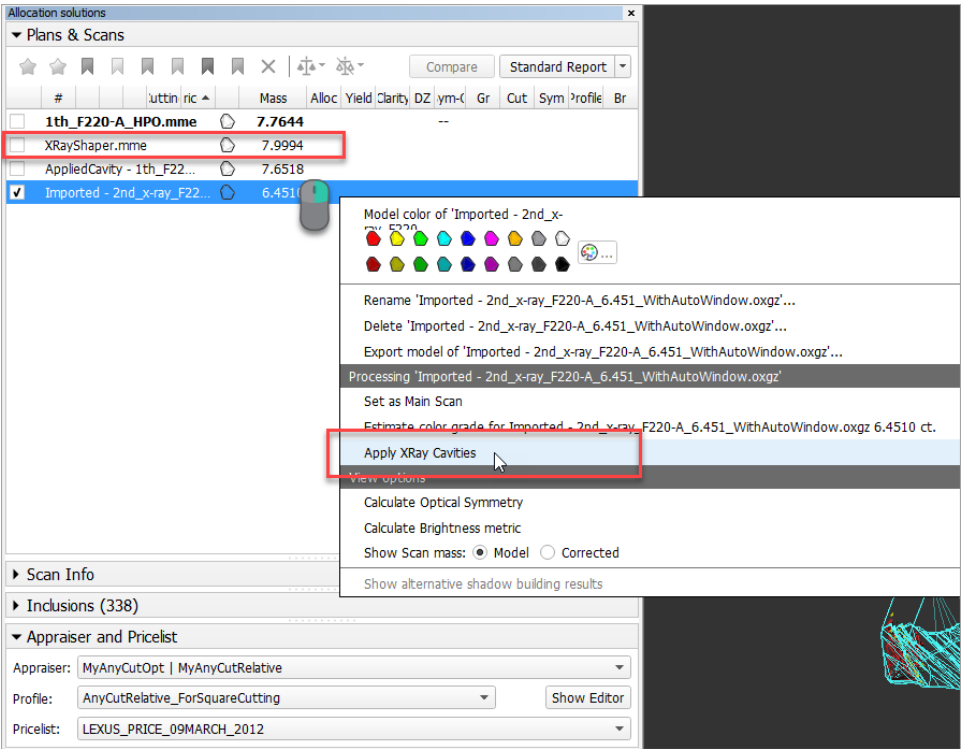 Allocation solutions
Plans & Scans
Compare
Standard Report
# Cuttin ric Mass Alloc Yield Clarity DZ Sym-( Gr Cut Sym Profile Br
1th_F220-A_HPO.mme 7.7644 --
XRayShaper.mme 7.9994
AppliedCavity - 1th_F22... 7.6518
Imported - 2nd_x-ray_F22... 6.4510
Model color of 'Imported - 2nd_x-
ray_F220
...
Rename 'Imported - 2nd_x-ray_F220-A_6.451_WithAutoWindow.oxgz'...
Delete 'Imported - 2nd_x-ray_F220-A_6.451_WithAutoWindow.oxgz'...
Export model of 'Imported - 2nd_x-ray_F220-A_6.451_WithAutoWindow.oxgz'...
Processing 'Imported - 2nd_x-ray_F220-A_6.451_WithAutoWindow.oxgz'
Set as Main Scan
Estimate color grade for Imported - 2nd_x-ray_F220-A_6.451_WithAutoWindow.oxgz 6.4510 ct.
Apply XRay Cavities
View options
Calculate Optical Symmetry
Calculate Brightness metric
Show Scan mass: Model Corrected
Show alternative shadow building results
Scan Info
Inclusions (338)
Appraiser and Pricelist
Appraiser: MyAnyCutOpt | MyAnyCutRelative
Profile: AnyCutRelative_ForSquareCutting Show Editor
Pricelist: LEXUS_PRICE_09MARCH_2012